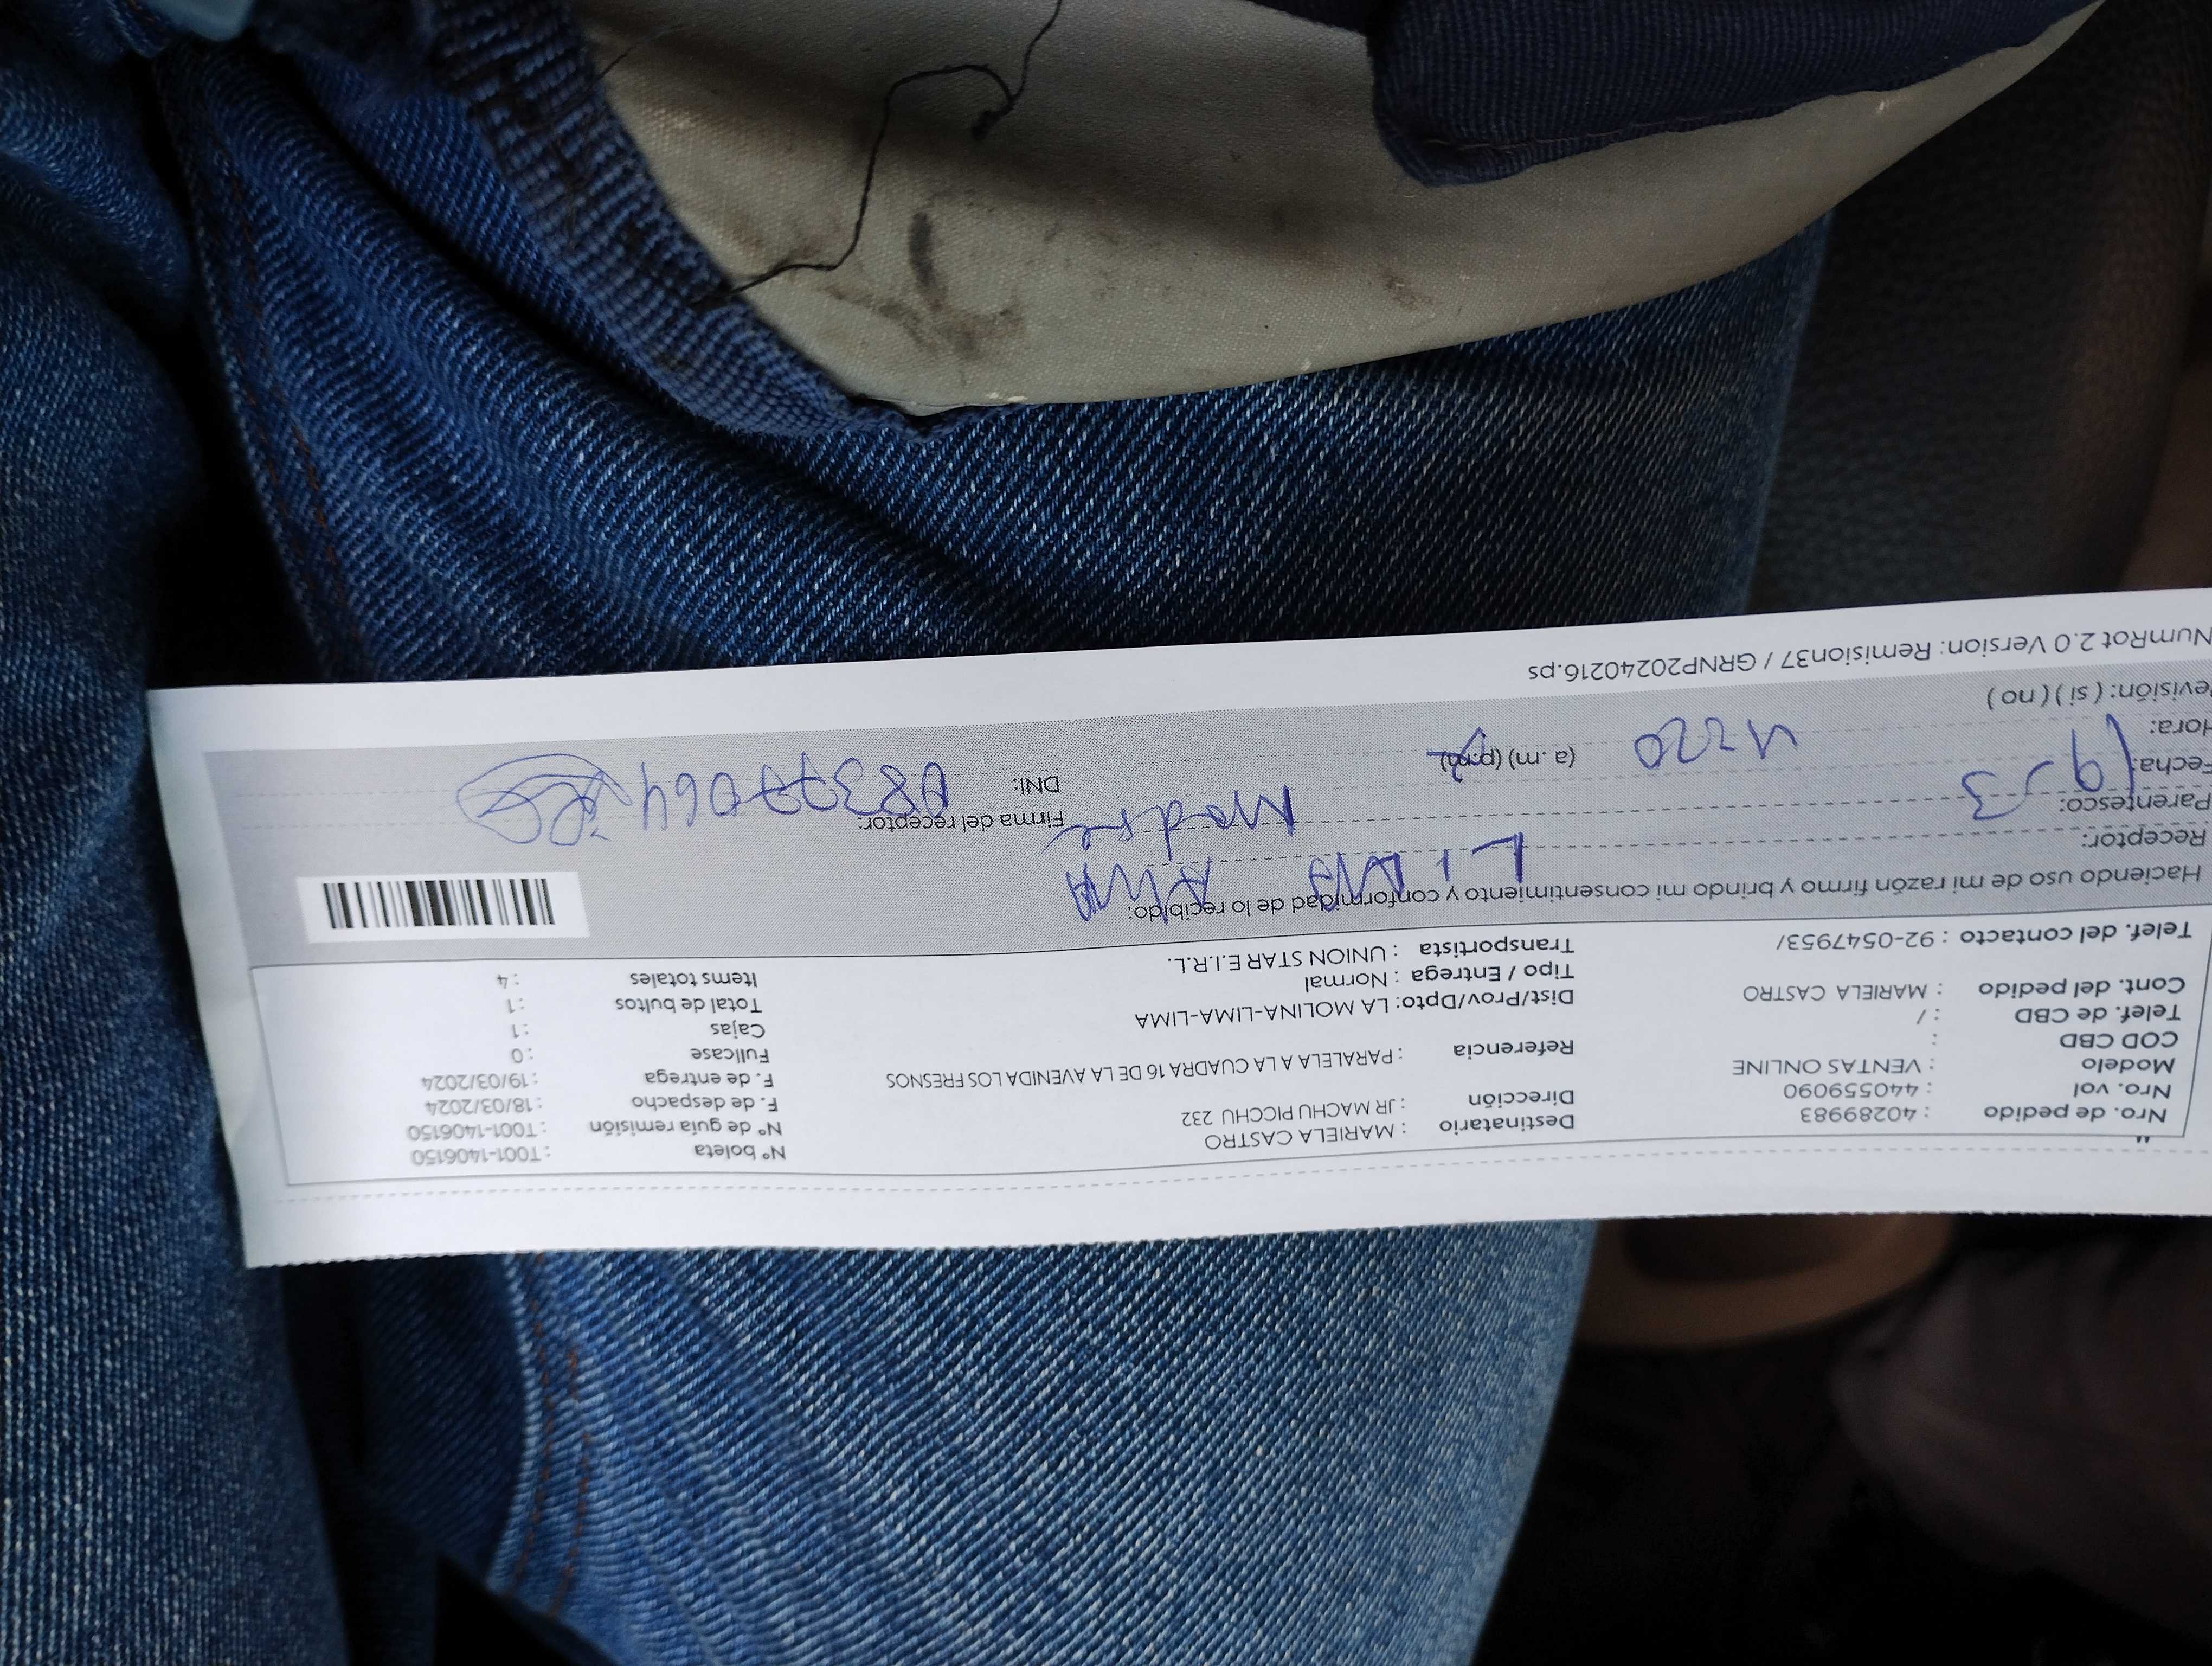 Nro. de pedido : 40289983
Nro. vol : 440559090
Modelo : VENTAS ONLINE
COD CBD :
Telef. de CBD : /
Cont. del pedido : MARIELA CASTRO
Telef. del contacto : 92-0547953/
Destinatario : MARIELA CASTRO
Dirección : JR MACHU PICCHU 232
Referencia : PARALELA A LA CUADRA 16 DE LA AVENIDA LOS FRESNOS
Dist/Prov/Dpto: LA MOLINA-LIMA-LIMA
Tipo / Entrega : Normal
Transportista : UNION STAR E.I.R.L.
N° boleta : T001-1406150
N° de guía remisión : T001-1406150
F. de despacho : 18/03/2024
F. de entrega : 19/03/2024
Fullcase : 0
Cajas : 1
Total de bultos : 1
Items totales : 4
Haciendo uso de mi razón firmo y brindo mi consentimiento y conformidad de lo recibido:
Receptor:
Parentesco: Madre
Firma del receptor:
Fecha: 19-3
DNI: 08377064
Hora: (a.m) (p.m)
evisión: ( si ) ( no )
NumRot 2.0 Version: Remision37 / GRNP20240216.ps